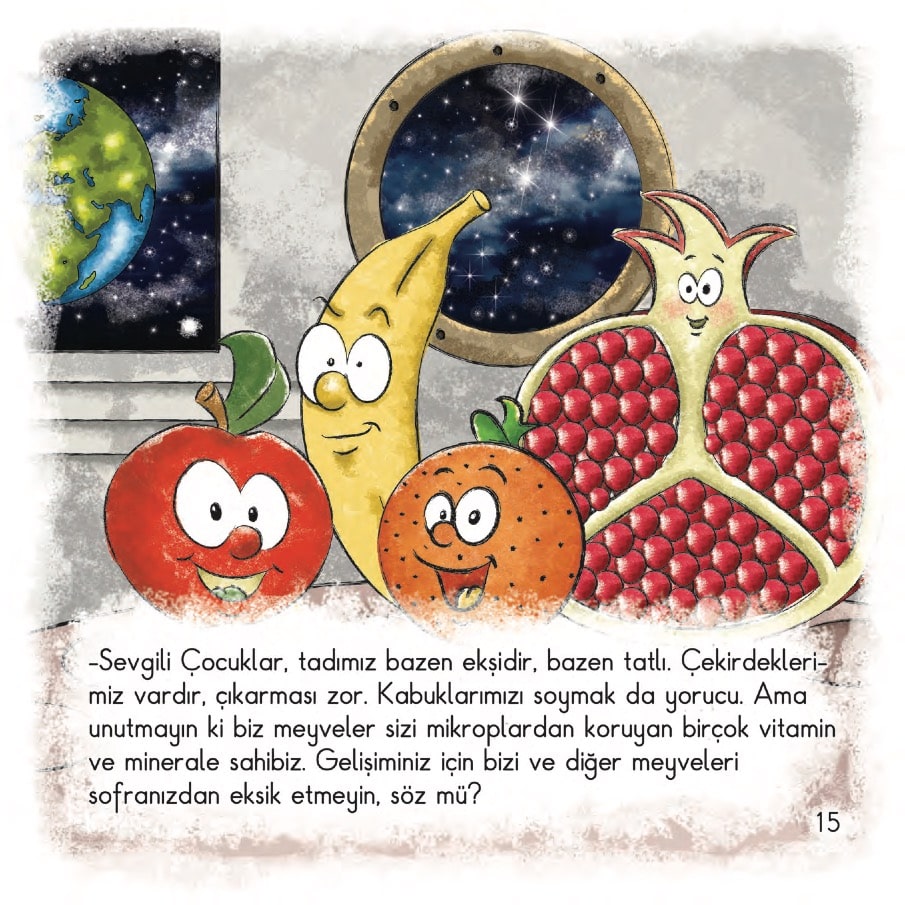 -Sevgili Çocuklar, tadımız bazen ekşidir, bazen tatlı. Çekirdekleri-
miz vardır, çıkarması zor. Kabuklarımızı soymak da yorucu. Ama
unutmayın ki biz meyveler sizi mikroplardan koruyan birçok vitamin
ve minerale sahibiz. Gelişiminiz için bizi ve diğer meyveleri
sofranızdan eksik etmeyin, söz mü?
15